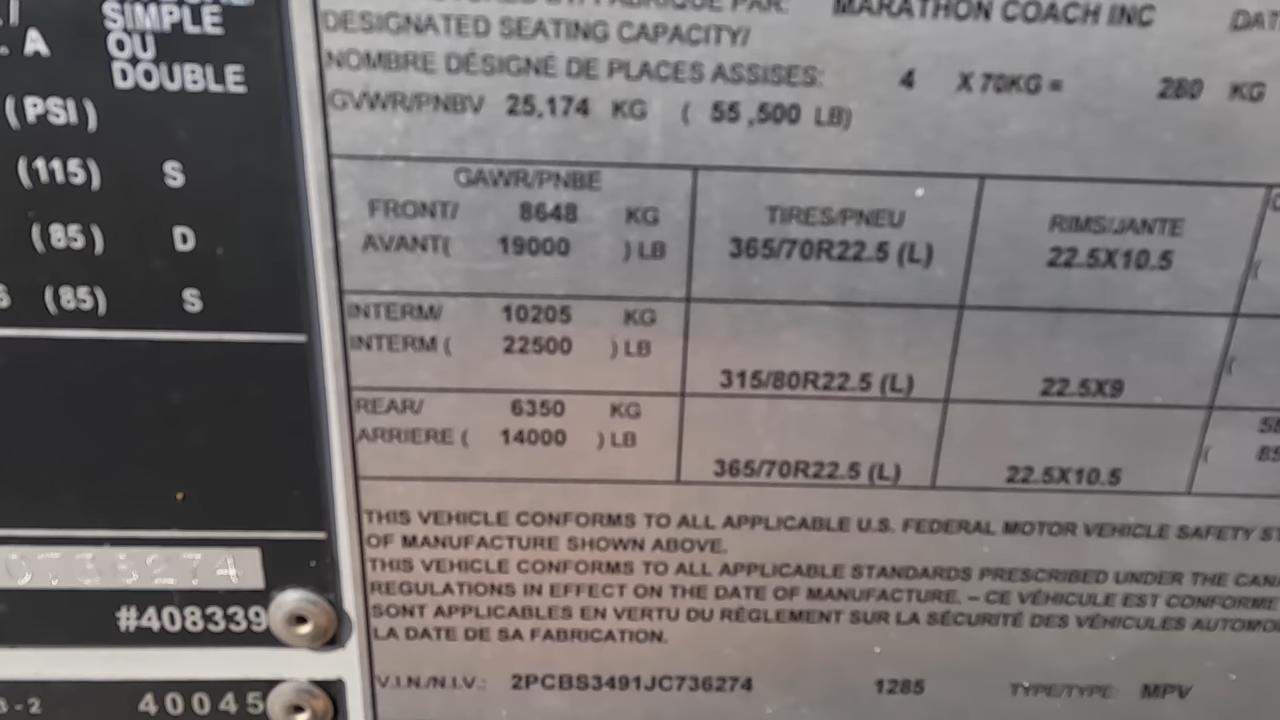 SIMPLE
OU
DOUBLE
. A
(PSI)
(115) S
(85) D
(85) S
#408339
40045
PAR: MARATHON COACH INC DAT
DESIGNATED SEATING CAPACITY/
NOMBRE DÉSIGNÉ DE PLACES ASSISES: 4 X 70KG = 280 KG
GVWR/PNBV 25,174 KG ( 55 ,500 LB)
GAWR/PNBE
FRONT/ 8648 KG TIRES/PNEU RIMS/JANTE
AVANT( 19000 ) LB 365/70R22.5 (L) 22.5X10.5
INTERM/ 10205 KG
INTERM ( 22500 ) LB
315/80R22.5 (L) 22.5X9
REAR/ 6350 KG
ARRIERE ( 14000 ) LB 85
365/70R22.5 (L) 22.5X10.5
THIS VEHICLE CONFORMS TO ALL APPLICABLE U.S. FEDERAL MOTOR VEHICLE SAFETY ST
OF MANUFACTURE SHOWN ABOVE.
THIS VEHICLE CONFORMS TO ALL APPLICABLE STANDARDS PRESCRIBED UNDER THE CANA
REGULATIONS IN EFFECT ON THE DATE OF MANUFACTURE. – CE VÉHICULE EST CONFORME
SONT APPLICABLES EN VERTU DU RÈGLEMENT SUR LA SÉCURITÉ DES VÉHICULES AUTOMO
LA DATE DE SA FABRICATION.
V.I.N./N.I.V.: 2PCBS3491JC736274 1285 TYPE/TYPE MPV